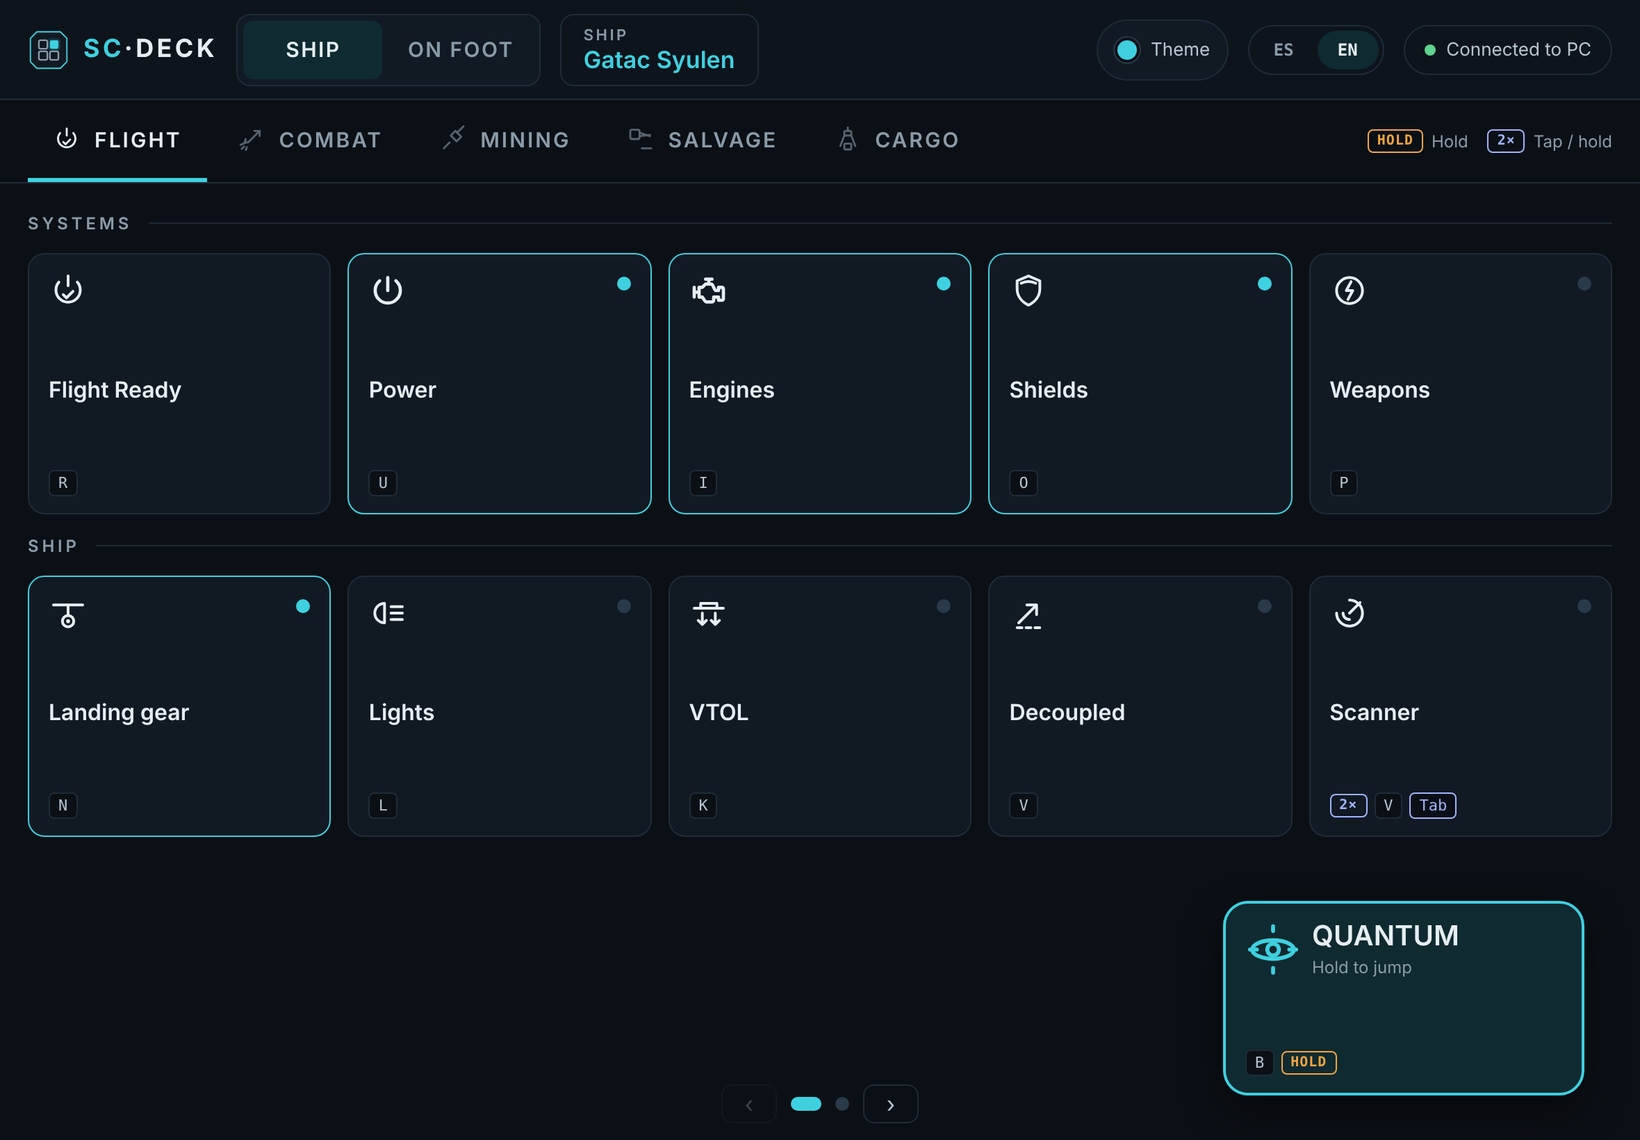 SC·DECK
SHIP
ON FOOT
SHIP
Gatac Syulen
Theme
ES
EN
Connected to PC
FLIGHT
COMBAT
MINING
SALVAGE
CARGO
HOLD Hold
2× Tap / hold
SYSTEMS
Flight Ready
R
Power
U
Engines
I
Shields
O
Weapons
P
SHIP
Landing gear
N
Lights
L
VTOL
K
Decoupled
V
Scanner
2× V Tab
QUANTUM
Hold to jump
B HOLD
‹ ›